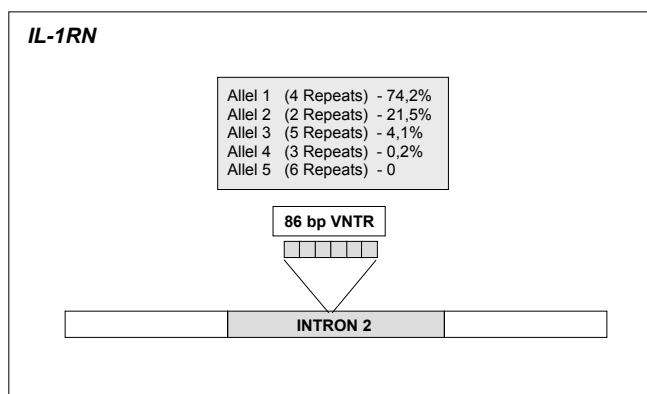 IL-1RN
Allel 1 (4 Repeats) - 74,2%
Allel 2 (2 Repeats) - 21,5%
Allel 3 (5 Repeats) - 4,1%
Allel 4 (3 Repeats) - 0,2%
Allel 5 (6 Repeats) - 0
86 bp VNTR
INTRON 2